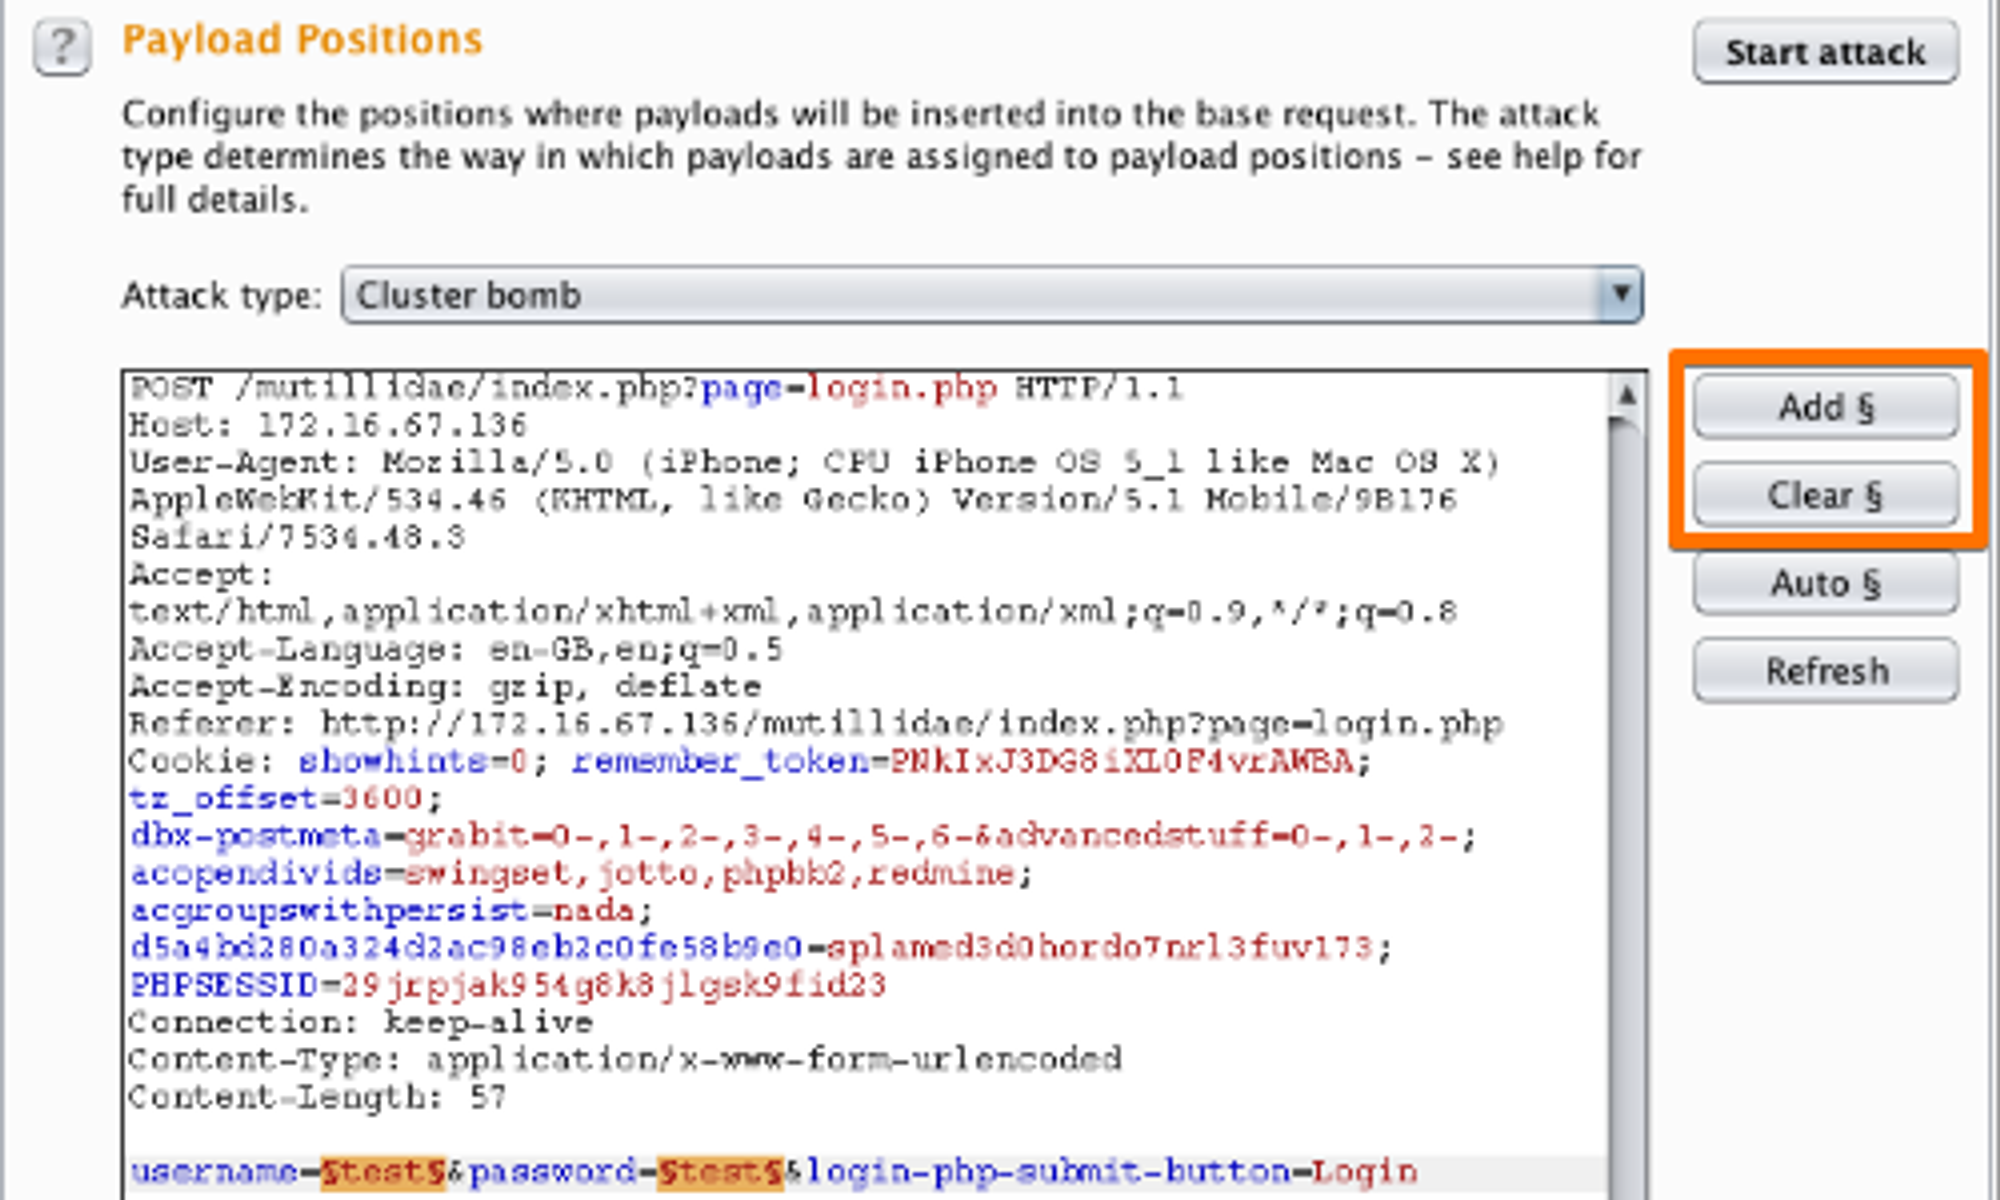 ?
Payload Positions
Start attack
Configure the positions where payloads will be inserted into the base request. The attack
type determines the way in which payloads are assigned to payload positions – see help for
full details.
Attack type: Cluster bomb
POST /mutillidae/index.php?page=login.php HTTP/1.1
Host: 172.16.67.136
User-Agent: Mozilla/5.0 (iPhone; CPU iPhone OS 5_1 like Mac OS X)
AppleWebKit/534.46 (KHTML, like Gecko) Version/5.1 Mobile/9B176
Safari/7534.48.3
Accept:
text/html,application/xhtml+xml,application/xml;q=0.9,*/*;q=0.8
Accept-Language: en-GB,en;q=0.5
Accept-Encoding: gzip, deflate
Referer: http://172.16.67.136/mutillidae/index.php?page=login.php
Cookie: showhints=0; remember_token=PNkIxJ3DG8iXL0F4vrAWBA;
tz_offset=3600;
dbx-postmeta=grabit=0-,1-,2-,3-,4-,5-,6-&advancedstuff=0-,1-,2-;
acopendivids=swingset,jotto,phpbb2,redmine;
acgroupswithpersist=nada;
d5a4bd280a324d2ac98eb2c0fe58b9e0=splamed3d0hordo7nrl3fuv173;
PHPSESSID=29jrpjak954g8k8jlgsk9fid23
Connection: keep-alive
Content-Type: application/x-www-form-urlencoded
Content-Length: 57
username=§test§&password=§test§&login-php-submit-button=Login
Add §
Clear §
Auto §
Refresh